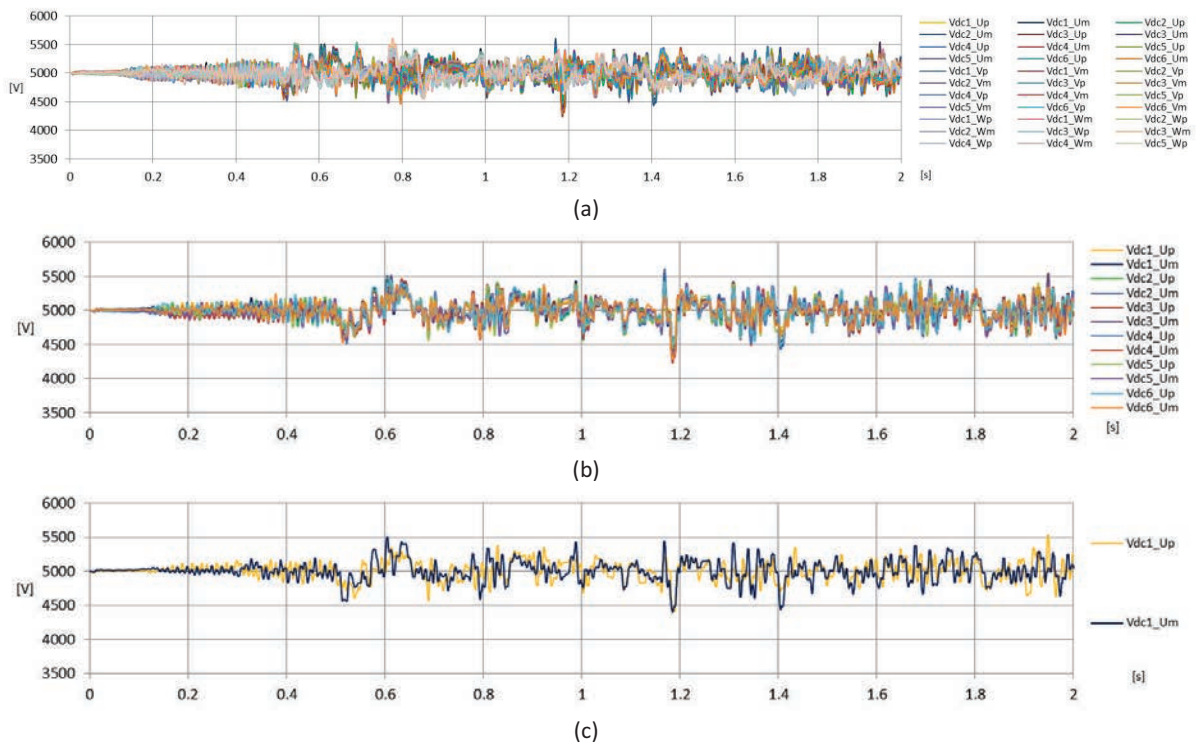 6000
5500
5000
[V]
4500
4000
3500
0 0.2 0.4 0.6 0.8 1 1.2 1.4 1.6 1.8 2 [s]
Vdc1_Up Vdc1_Um Vdc2_Up
Vdc2_Um Vdc3_Up Vdc3_Um
Vdc4_Up Vdc4_Um Vdc5_Up
Vdc5_Um Vdc6_Up Vdc6_Um
Vdc1_Vp Vdc1_Vm Vdc2_Vp
Vdc2_Vm Vdc3_Vp Vdc3_Vm
Vdc4_Vp Vdc4_Vm Vdc5_Vp
Vdc5_Vm Vdc6_Vp Vdc6_Vm
Vdc1_Wp Vdc1_Wm Vdc2_Wp
Vdc2_Wm Vdc3_Wp Vdc3_Wm
Vdc4_Wp Vdc4_Wm Vdc5_Wp
(a)
6000
5500
5000
[V]
4500
4000
3500
0 0.2 0.4 0.6 0.8 1 1.2 1.4 1.6 1.8 2
[s]
Vdc1_Up
Vdc1_Um
Vdc2_Up
Vdc2_Um
Vdc3_Up
Vdc3_Um
Vdc4_Up
Vdc4_Um
Vdc5_Up
Vdc5_Um
Vdc6_Up
Vdc6_Um
(b)
6000
5500
5000
[V]
4500
4000
3500
0 0.2 0.4 0.6 0.8 1 1.2 1.4 1.6 1.8 2
Vdc1_Up
Vdc1_Um
[s]
(c)